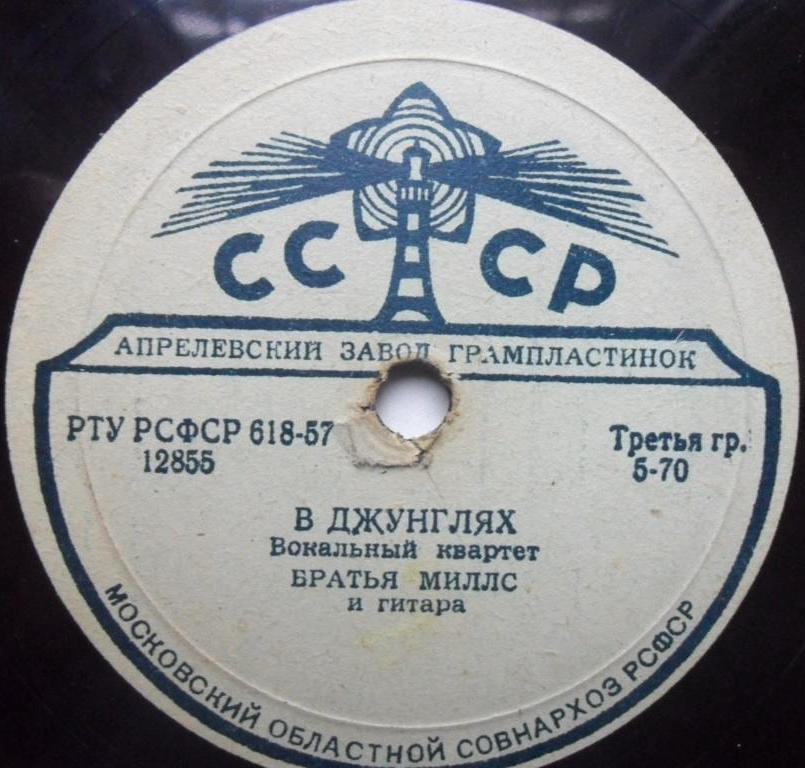 СССР
АПРЕЛЕВСКИЙ ЗАВОД ГРАМПЛАСТИНОК
РТУ РСФСР 618-57
12855
Третья гр.
5-70
В ДЖУНГЛЯХ
Вокальный квартет
БРАТЬЯ МИЛЛС
и гитара
МОСКОВСКИЙ ОБЛАСТНОЙ СОВНАРХОЗ РСФСР